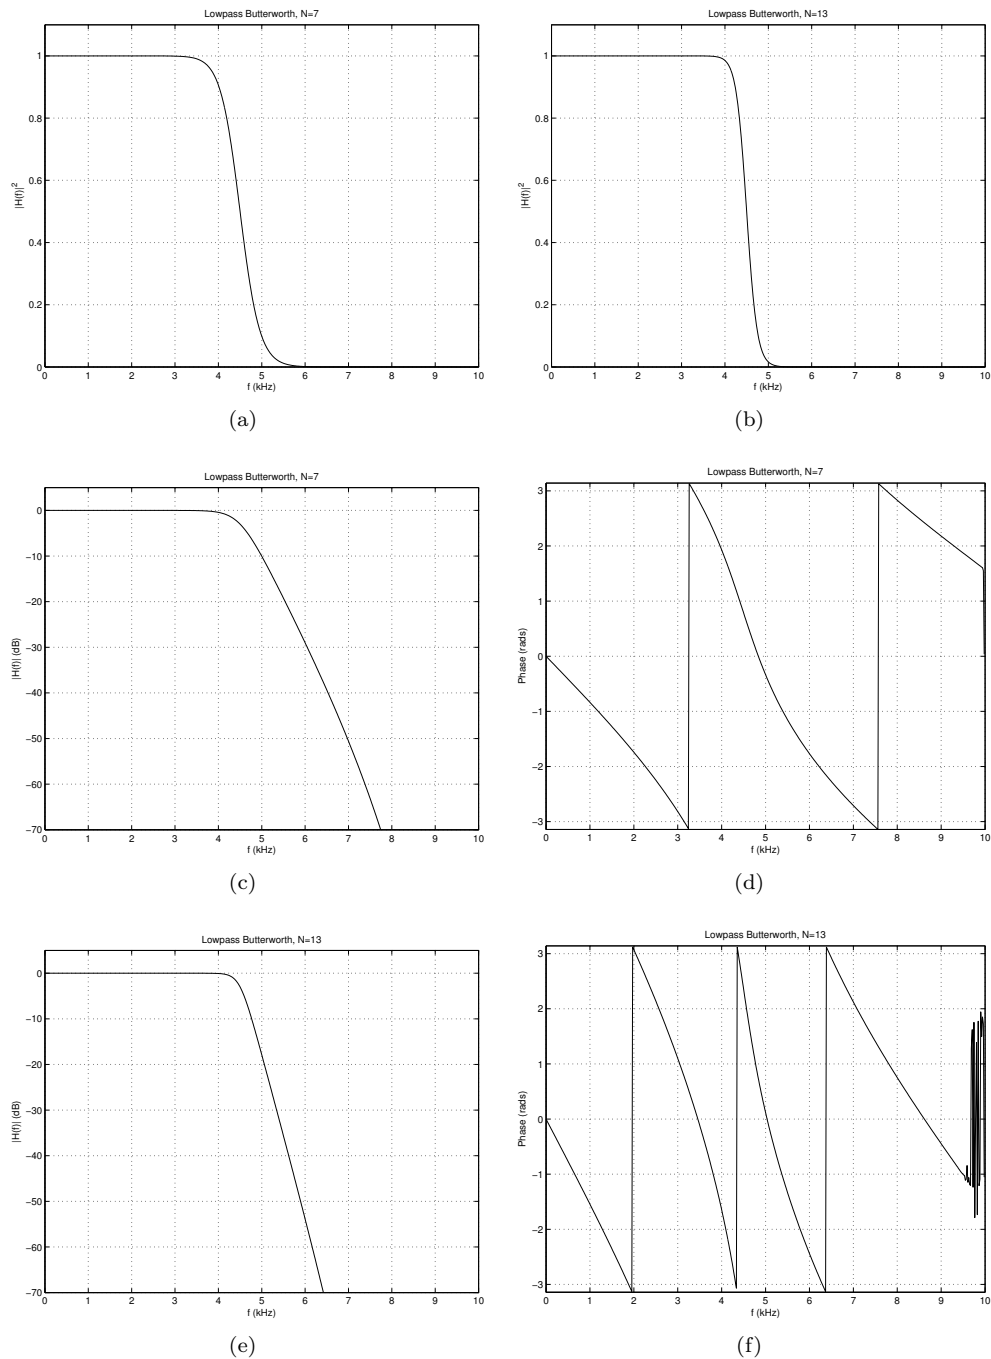 Lowpass Butterworth, N=7
1
0.8
0.6
0.4
0.2
0
|H(f)|²
0 1 2 3 4 5 6 7 8 9 10
f (kHz)
(a)
Lowpass Butterworth, N=13
1
0.8
0.6
0.4
0.2
0
|H(f)|²
0 1 2 3 4 5 6 7 8 9 10
f (kHz)
(b)
Lowpass Butterworth, N=7
0
−10
−20
−30
−40
−50
−60
−70
|H(f)| (dB)
0 1 2 3 4 5 6 7 8 9 10
f (kHz)
(c)
Lowpass Butterworth, N=7
3
2
1
0
−1
−2
−3
Phase (rads)
0 1 2 3 4 5 6 7 8 9 10
f (kHz)
(d)
Lowpass Butterworth, N=13
0
−10
−20
−30
−40
−50
−60
−70
|H(f)| (dB)
0 1 2 3 4 5 6 7 8 9 10
f (kHz)
(e)
Lowpass Butterworth, N=13
3
2
1
0
−1
−2
−3
Phase (rads)
0 1 2 3 4 5 6 7 8 9 10
f (kHz)
(f)